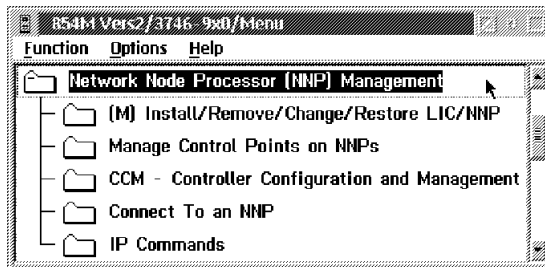 854M Vers2/3746-9x0/Menu
Function Options Help
Network Node Processor (NNP) Management
(M) Install/Remove/Change/Restore LIC/NNP
Manage Control Points on NNPs
CCM - Controller Configuration and Management
Connect To an NNP
IP Commands